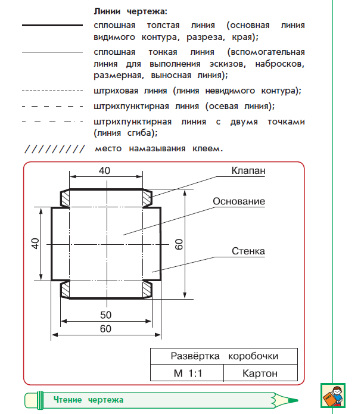 Линии чертежа:
сплошная толстая линия (основная линия
видимого контура, разреза, края);
сплошная тонкая линия (вспомогательная
линия для выполнения эскизов, набросков,
размерная, выносная линия);
штриховая линия (линия невидимого контура);
штрихпунктирная линия (осевая линия);
штрихпунктирная линия с двумя точками
(линия сгиба);
место намазывания клеем.
40
Клапан
Основание
40
60
Стенка
50
60
Развёртка коробочки
М 1:1
Картон
Чтение чертежа